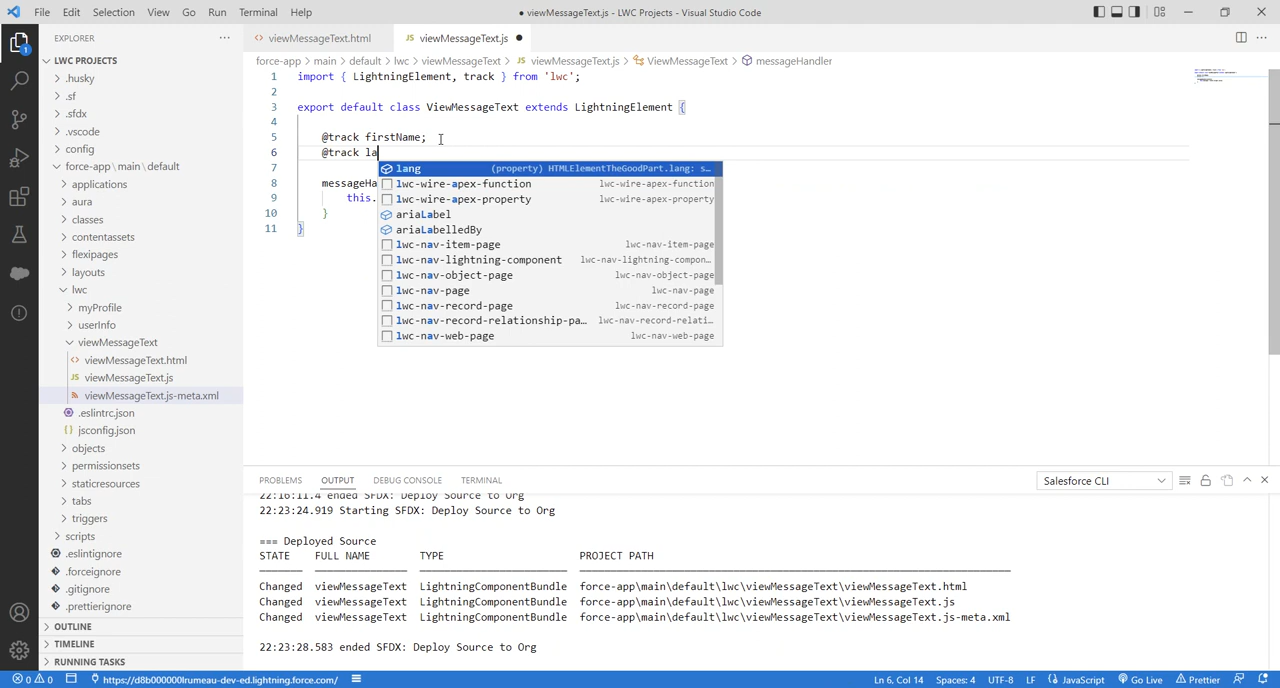 File Edit Selection View Go Run Terminal Help
● viewMessageText.js - LWC Projects - Visual Studio Code
EXPLORER
LWC PROJECTS
.husky
.sf
.sfdx
.vscode
config
force-app\main\default
applications
aura
classes
contentassets
flexipages
layouts
lwc
myProfile
userInfo
viewMessageText
viewMessageText.html
viewMessageText.js
viewMessageText.js-meta.xml
.eslintrc.json
jsconfig.json
objects
permissionsets
staticresources
tabs
triggers
scripts
.eslintignore
.forceignore
.gitignore
.prettierignore
OUTLINE
TIMELINE
RUNNING TASKS
viewMessageText.html
JS viewMessageText.js ●
force-app > main > default > lwc > viewMessageText > JS viewMessageText.js > ViewMessageText > messageHandler
1 import { LightningElement, track } from 'lwc';
2
3 export default class ViewMessageText extends LightningElement {
4
5 @track firstName;
6 @track la
7
8 messageHa
9 this.
10 }
11 }
lang (property) HTMLElementTheGoodPart.lang: s…
lwc-wire-apex-function lwc-wire-apex-function
lwc-wire-apex-property lwc-wire-apex-property
ariaLabel
ariaLabelledBy
lwc-nav-item-page lwc-nav-item-page
lwc-nav-lightning-component lwc-nav-lightning-compon…
lwc-nav-object-page lwc-nav-object-page
lwc-nav-page lwc-nav-page
lwc-nav-record-page lwc-nav-record-page
lwc-nav-record-relationship-pa… lwc-nav-record-relati…
lwc-nav-web-page lwc-nav-web-page
PROBLEMS OUTPUT DEBUG CONSOLE TERMINAL
Salesforce CLI
22:16:11.4 ended SFDX: Deploy Source to Org
22:23:24.919 Starting SFDX: Deploy Source to Org
=== Deployed Source
STATE FULL NAME TYPE PROJECT PATH
Changed viewMessageText LightningComponentBundle force-app\main\default\lwc\viewMessageText\viewMessageText.html
Changed viewMessageText LightningComponentBundle force-app\main\default\lwc\viewMessageText\viewMessageText.js
Changed viewMessageText LightningComponentBundle force-app\main\default\lwc\viewMessageText\viewMessageText.js-meta.xml
22:23:28.583 ended SFDX: Deploy Source to Org
0 0 https://d8b000000lrumeau-dev-ed.lightning.force.com/
Ln 6, Col 14 Spaces: 4 UTF-8 LF JavaScript Go Live Prettier